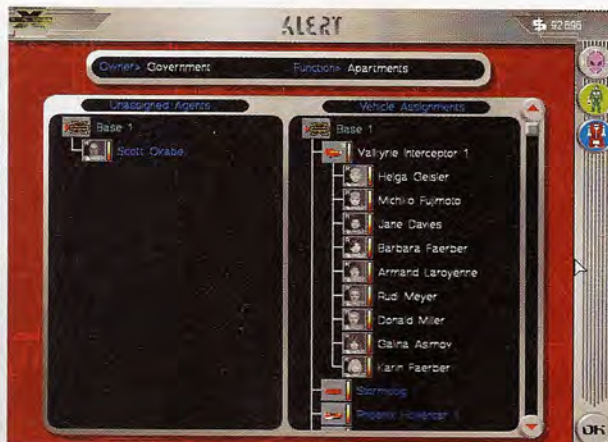 ALERT
$ 92696
Owner> Government
Function> Apartments
Unassigned Agents
Base 1
Scott Okabe
Vehicle Assignments
Base 1
Valkyrie Interceptor 1
Helga Geisler
Michiko Fujimoto
Jane Davies
Barbara Faerber
Armand Laroyenne
Rudi Meyer
Donald Miller
Galina Asimov
Karin Faerber
Stormdog 1
Phoenix Hovercar 1
OK